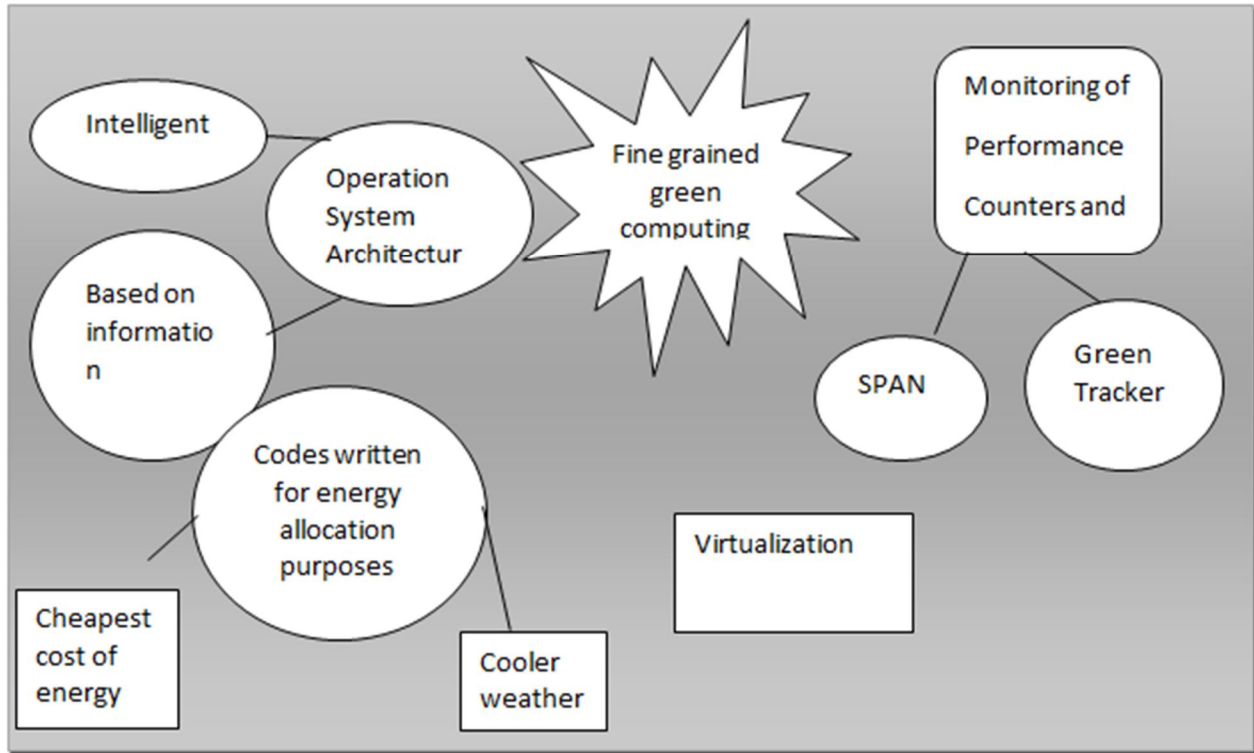 Intelligent
Operation
System
Architectur
Fine grained
green
computing
Monitoring of
Performance
Counters and
Based on
informatio
n
SPAN
Green
Tracker
Codes written
for energy
allocation
purposes
Virtualization
Cheapest
cost of
energy
Cooler
weather